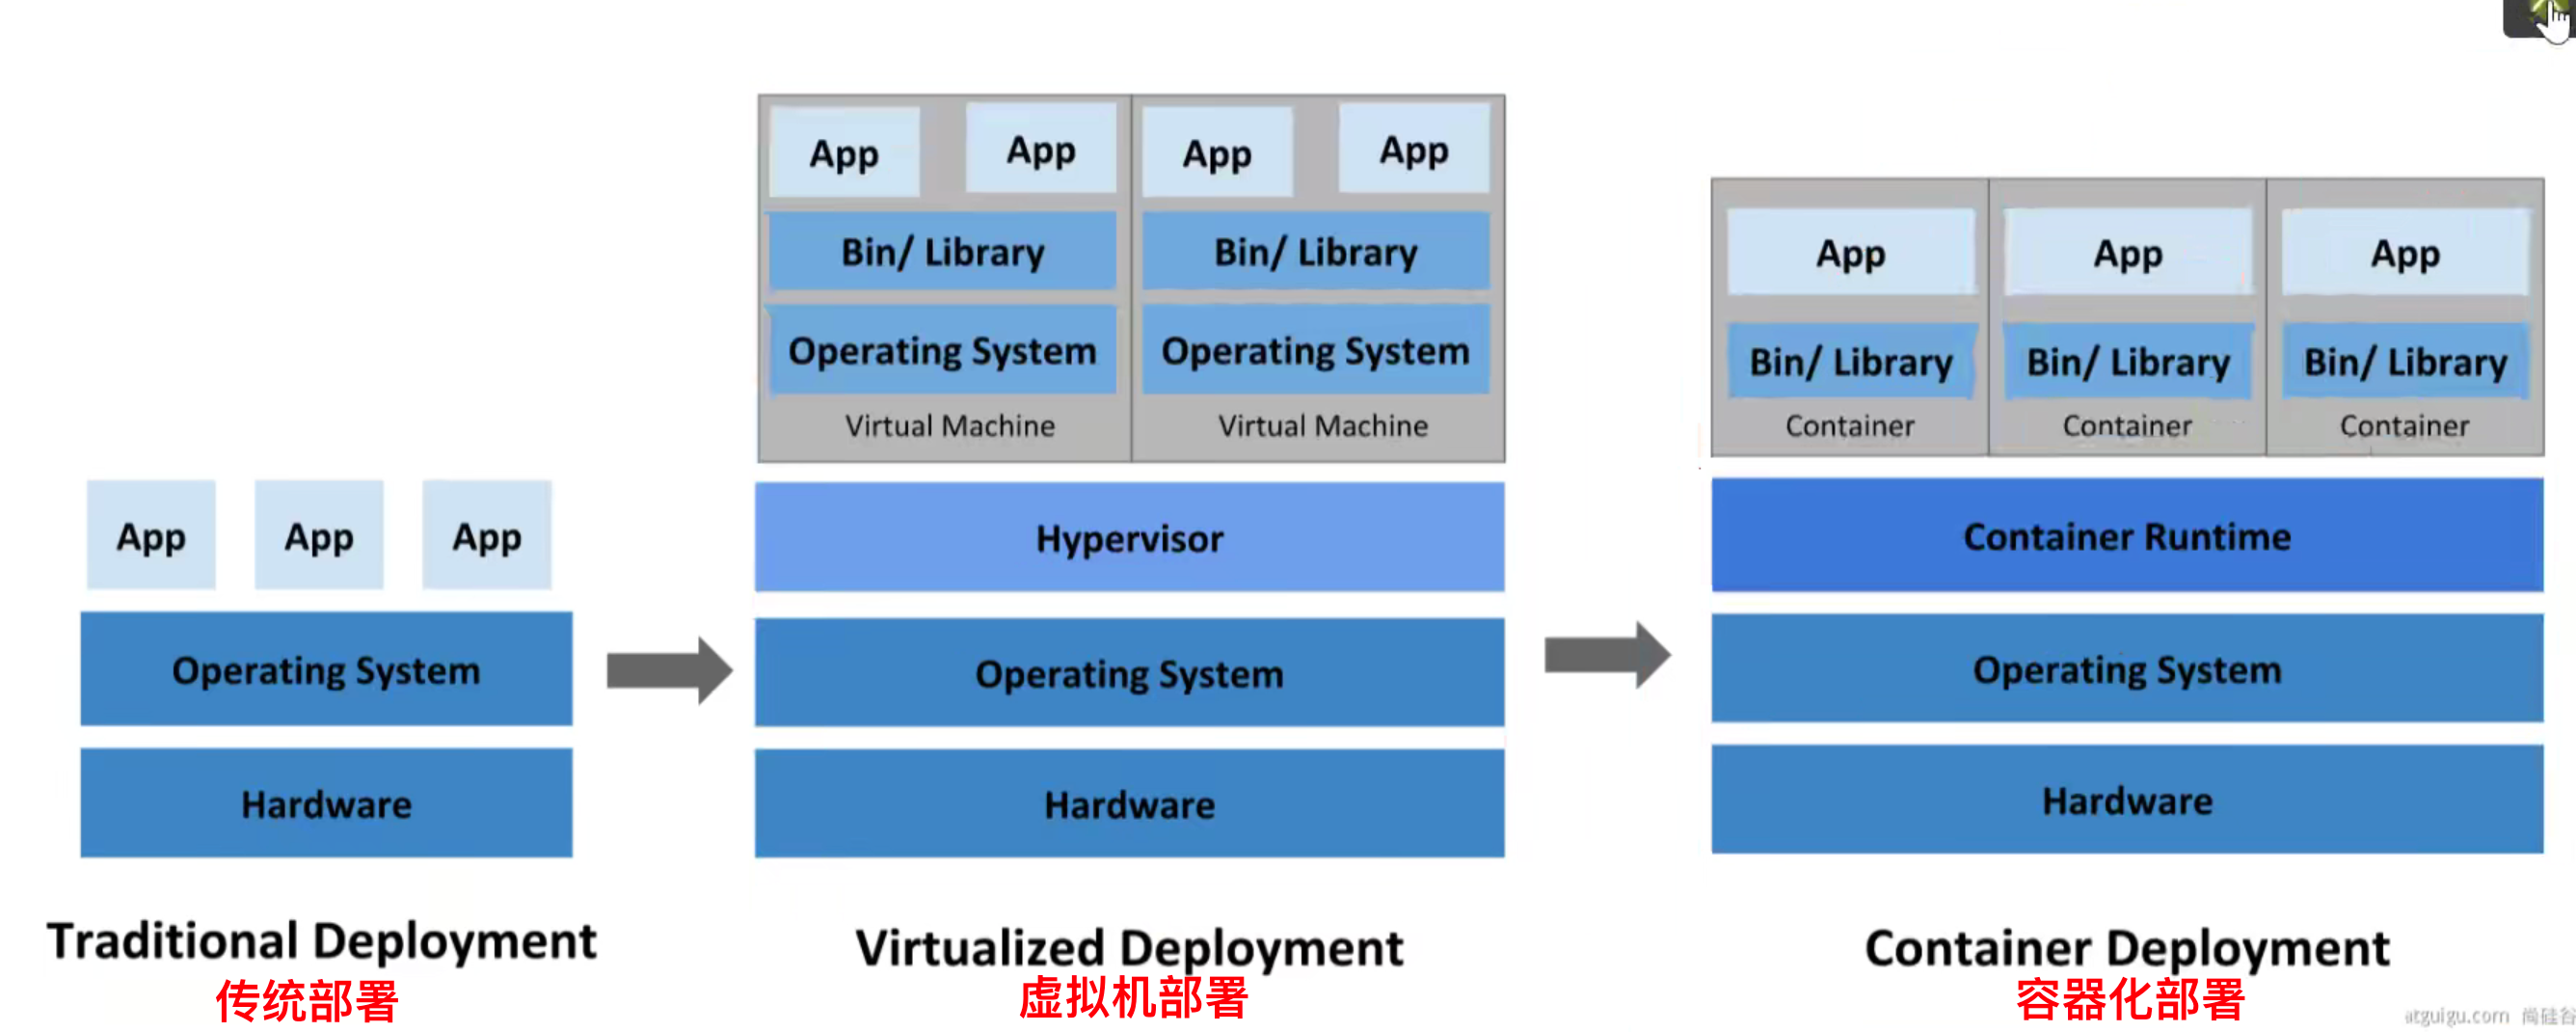 App App App
Operating System
Hardware
Traditional Deployment
传统部署
App App App App
Bin/ Library Bin/ Library
Operating System Operating System
Virtual Machine Virtual Machine
Hypervisor
Operating System
Hardware
Virtualized Deployment
虚拟机部署
App App App
Bin/ Library Bin/ Library Bin/ Library
Container Container Container
Container Runtime
Operating System
Hardware
Container Deployment
容器化部署
atguigu.com 尚硅谷